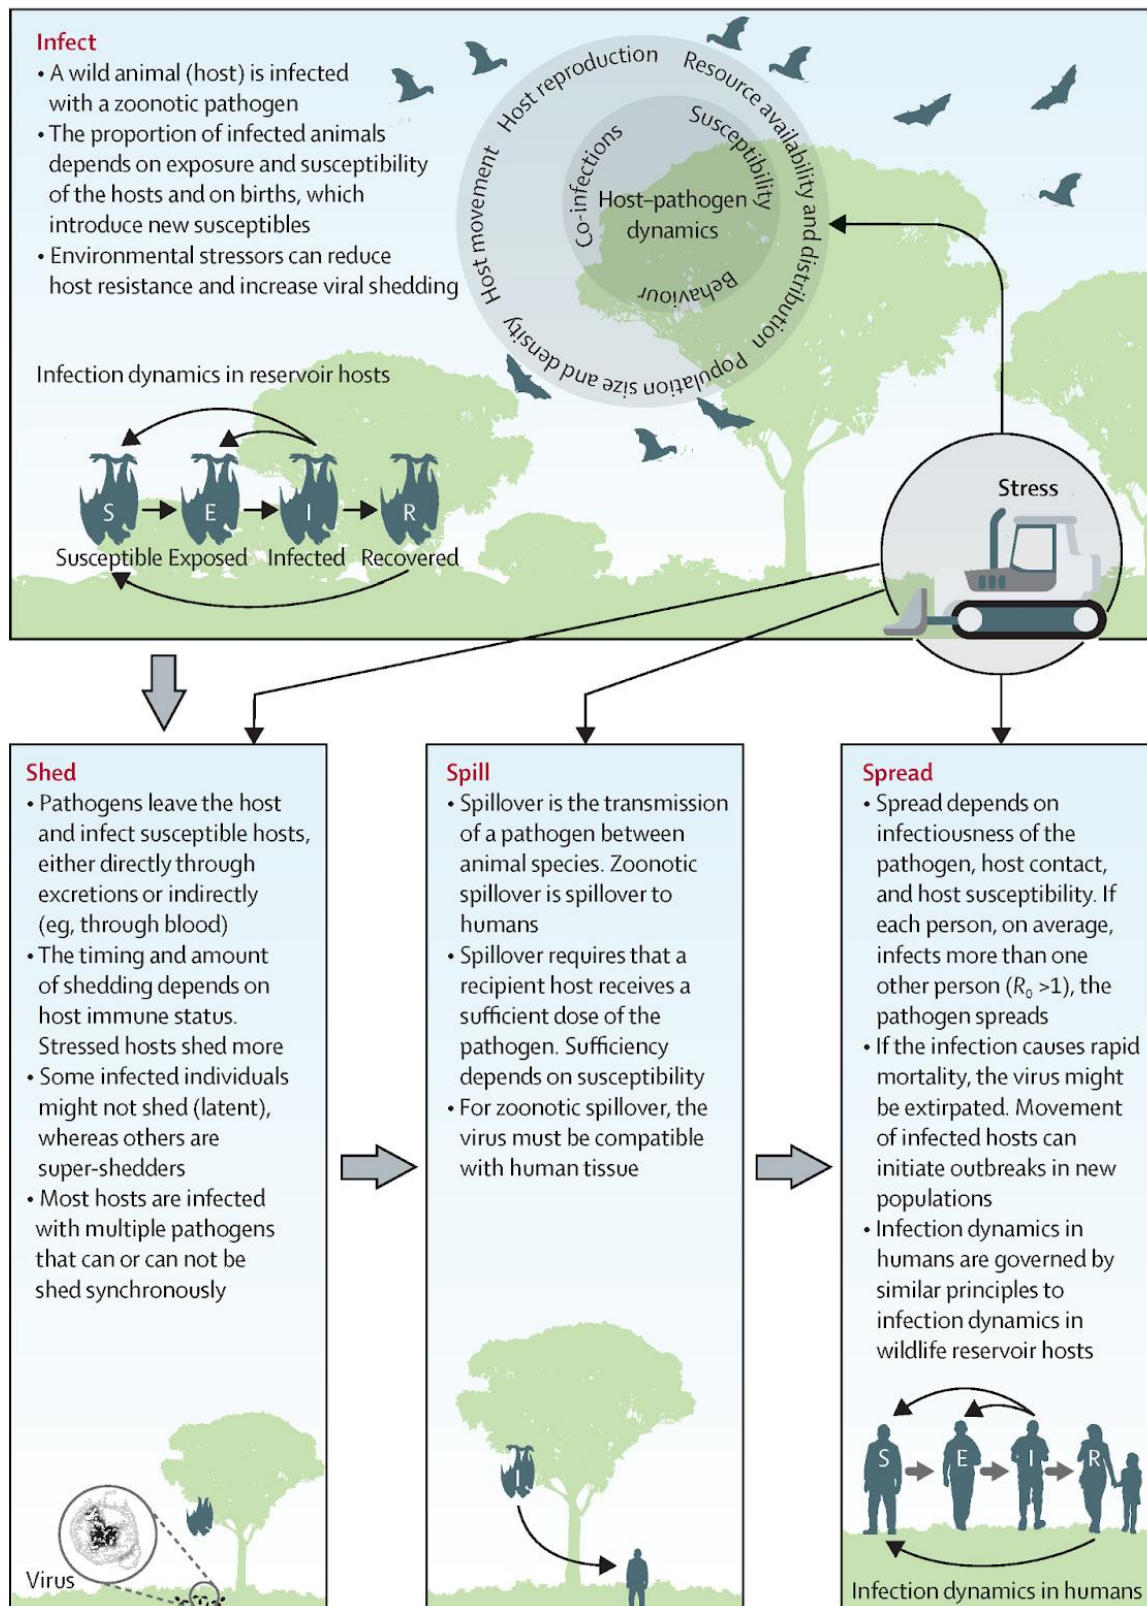 Infect
• A wild animal (host) is infected
with a zoonotic pathogen
• The proportion of infected animals
depends on exposure and susceptibility
of the hosts and on births, which
introduce new susceptibles
• Environmental stressors can reduce
host resistance and increase viral shedding
Host movement
Host reproduction
Resource availability and distribution
Population size and density
Co-infections
Susceptibility
Behaviour
Host–pathogen
dynamics
Infection dynamics in reservoir hosts
S
E
I
R
Susceptible Exposed Infected Recovered
Stress
Shed
• Pathogens leave the host
and infect susceptible hosts,
either directly through
excretions or indirectly
(eg, through blood)
• The timing and amount
of shedding depends on
host immune status.
Stressed hosts shed more
• Some infected individuals
might not shed (latent),
whereas others are
super-shedders
• Most hosts are infected
with multiple pathogens
that can or can not be
shed synchronously
Virus
Spill
• Spillover is the transmission
of a pathogen between
animal species. Zoonotic
spillover is spillover to
humans
• Spillover requires that a
recipient host receives a
sufficient dose of the
pathogen. Sufficiency
depends on susceptibility
• For zoonotic spillover, the
virus must be compatible
with human tissue
I
Spread
• Spread depends on
infectiousness of the
pathogen, host contact,
and host susceptibility. If
each person, on average,
infects more than one
other person (R₀ >1), the
pathogen spreads
• If the infection causes rapid
mortality, the virus might
be extirpated. Movement
of infected hosts can
initiate outbreaks in new
populations
• Infection dynamics in
humans are governed by
similar principles to
infection dynamics in
wildlife reservoir hosts
S
E
I
R
Infection dynamics in humans